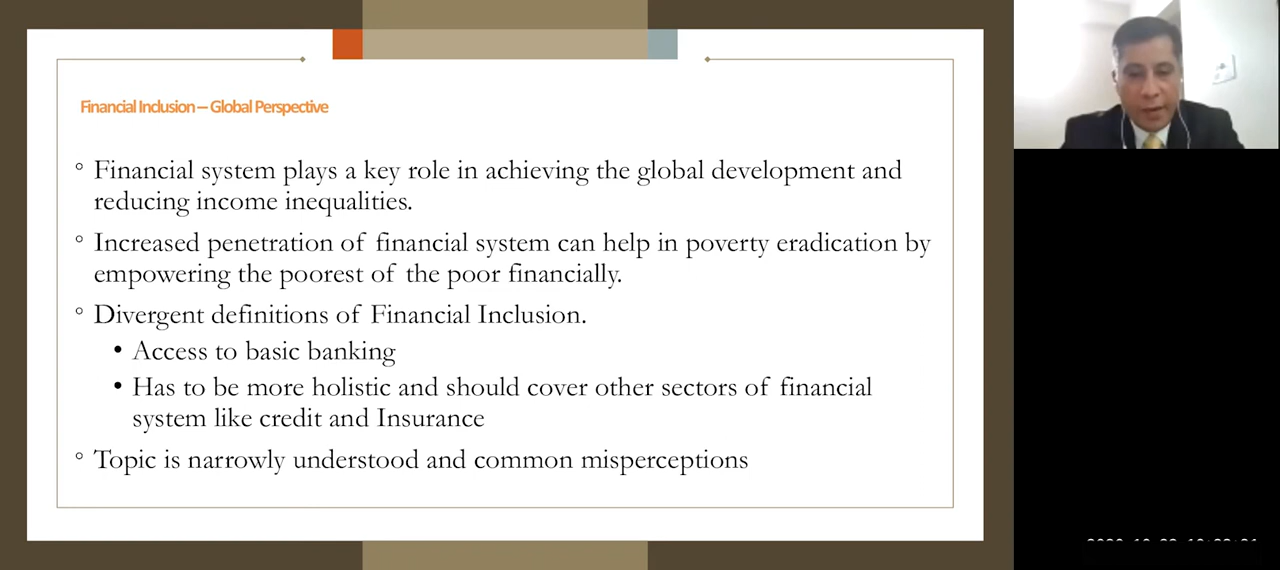 Financial Inclusion – Global Perspective
° Financial system plays a key role in achieving the global development and
reducing income inequalities.
° Increased penetration of financial system can help in poverty eradication by
empowering the poorest of the poor financially.
° Divergent definitions of Financial Inclusion.
• Access to basic banking
• Has to be more holistic and should cover other sectors of financial
system like credit and Insurance
° Topic is narrowly understood and common misperceptions